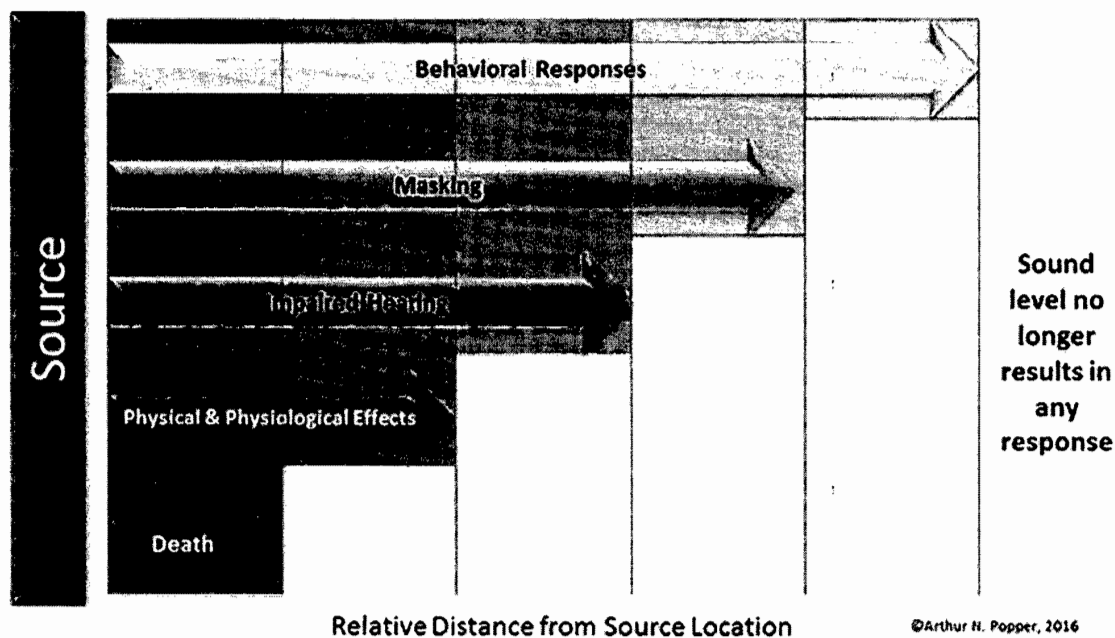 Source
Behavioral Responses
Masking
Impaired Hearing
Physical & Physiological Effects
Death
Sound
level no
longer
results in
any
response
Relative Distance from Source Location
©Arthur N. Popper, 2016